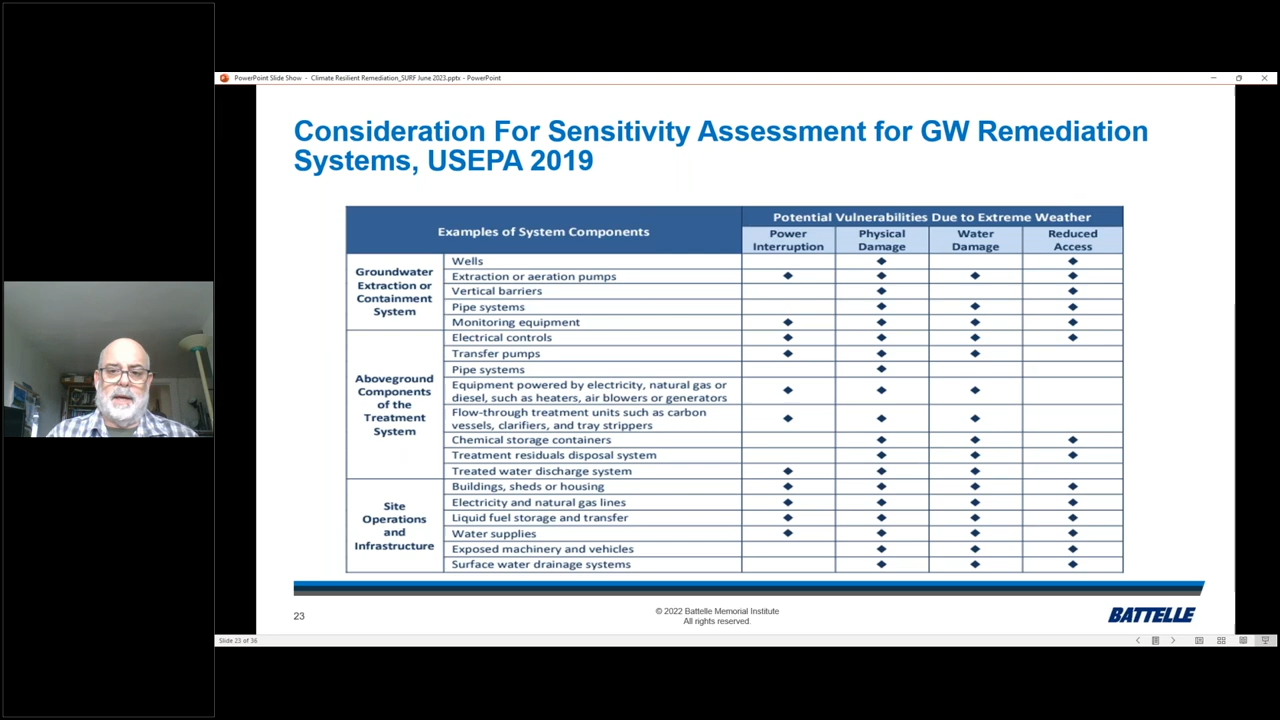 PowerPoint Slide Show - Climate Resilient Remediation_SURF June 2023.pptx - PowerPoint
Consideration For Sensitivity Assessment for GW Remediation
Systems, USEPA 2019
Examples of System Components
Potential Vulnerabilities Due to Extreme Weather
Power
Interruption
Physical
Damage
Water
Damage
Reduced
Access
Groundwater
Extraction or
Containment
System
Wells
Extraction or aeration pumps
Vertical barriers
Pipe systems
Monitoring equipment
Aboveground
Components
of the
Treatment
System
Electrical controls
Transfer pumps
Pipe systems
Equipment powered by electricity, natural gas or
diesel, such as heaters, air blowers or generators
Flow-through treatment units such as carbon
vessels, clarifiers, and tray strippers
Chemical storage containers
Treatment residuals disposal system
Treated water discharge system
Site
Operations
and
Infrastructure
Buildings, sheds or housing
Electricity and natural gas lines
Liquid fuel storage and transfer
Water supplies
Exposed machinery and vehicles
Surface water drainage systems
23
© 2022 Battelle Memorial Institute
All rights reserved.
BATTELLE
Slide 23 of 36